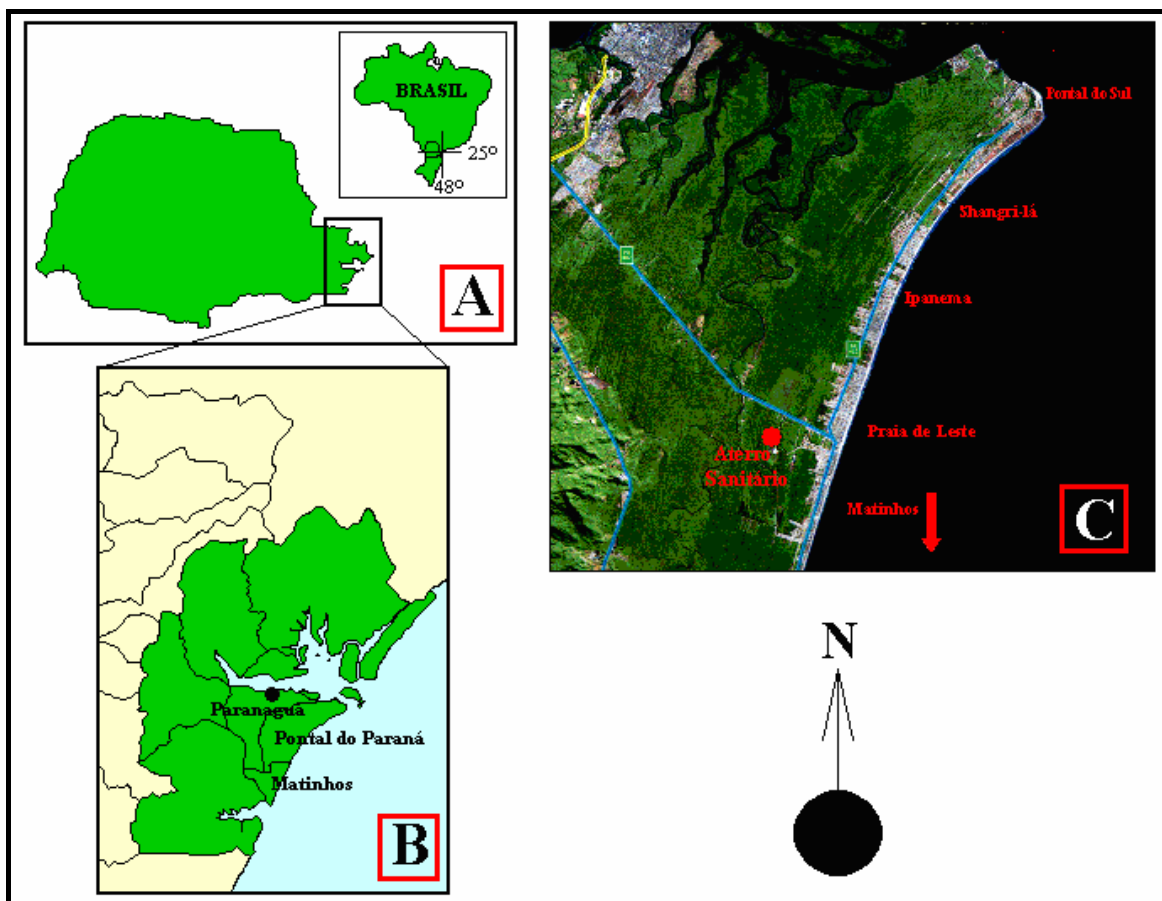 BRASIL
25º
48º
A
Paranaguá
Pontal do Paraná
Matinhos
B
Pontal do Sul
Shangri-lá
Ipanema
Praia de Leste
Aterro
Sanitário
Matinhos
C
N